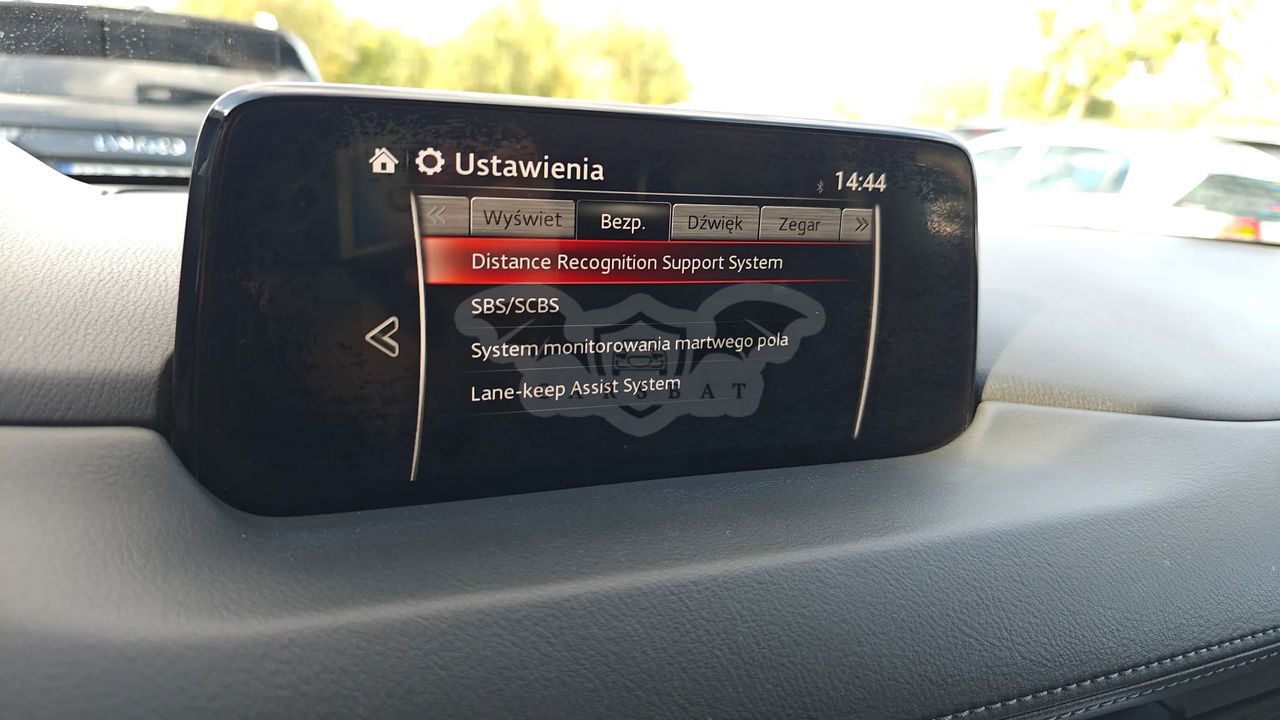 Ustawienia
14:44
Wyświet Bezp. Dźwięk Zegar
Distance Recognition Support System
SBS/SCBS
System monitorowania martwego pola
Lane-keep Assist System
CARSBAT